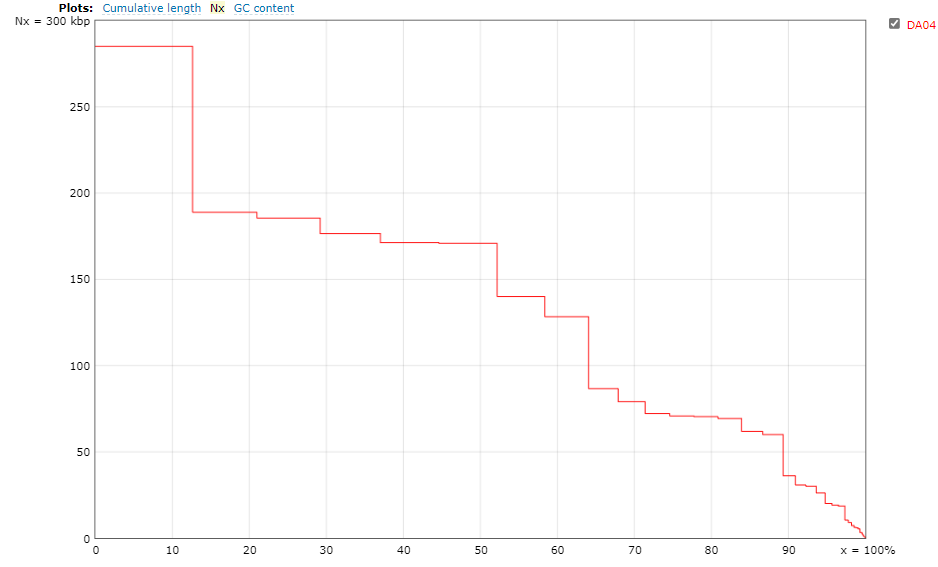 Plots: Cumulative length Nx GC content
Nx = 300 kbp
DA04
250
200
150
100
50
0
0 10 20 30 40 50 60 70 80 90 x = 100%